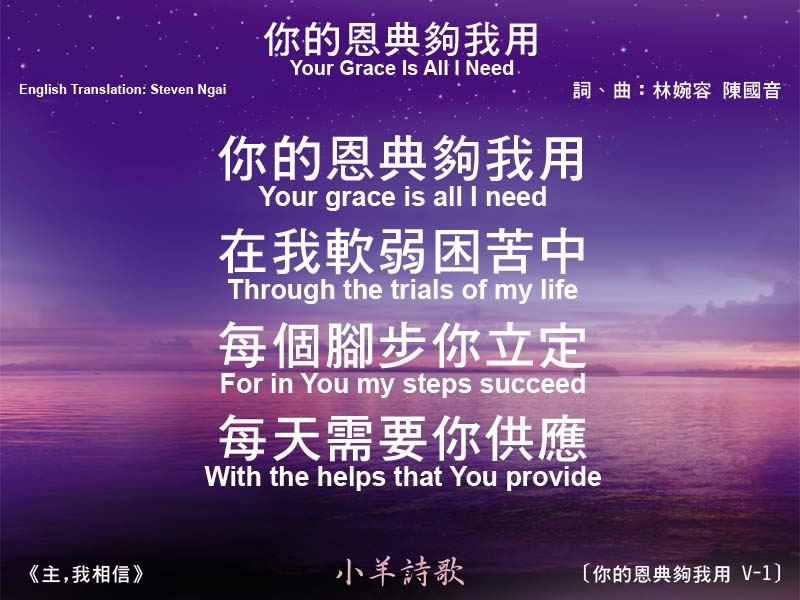 你的恩典夠我用
Your Grace Is All I Need
English Translation: Steven Ngai
詞、曲：林婉容 陳國音
你的恩典夠我用
Your grace is all I need
在我軟弱困苦中
Through the trials of my life
每個腳步你立定
For in You my steps succeed
每天需要你供應
With the helps that You provide
《主，我相信》
小羊詩歌
〔你的恩典夠我用 V-1〕